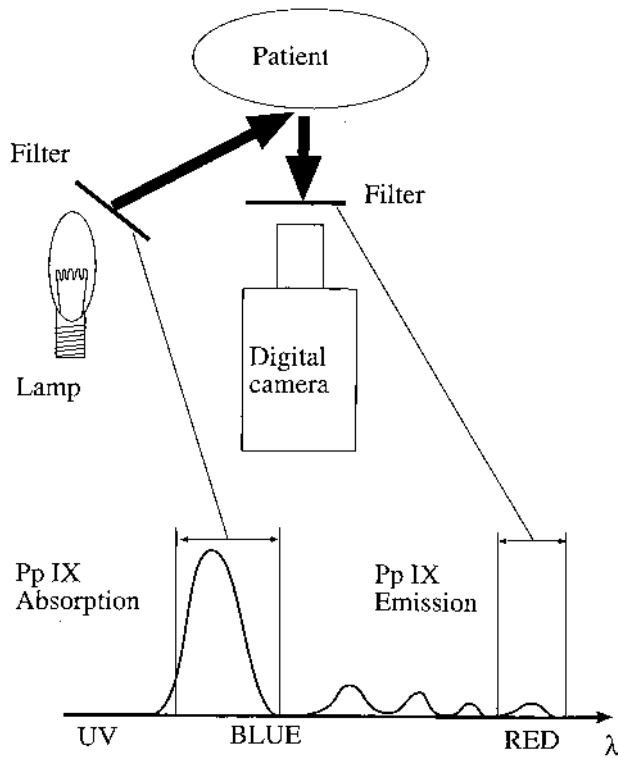 Patient
Filter
Filter
Lamp
Digital
camera
Pp IX
Absorption
Pp IX
Emission
UV
BLUE
RED
λ